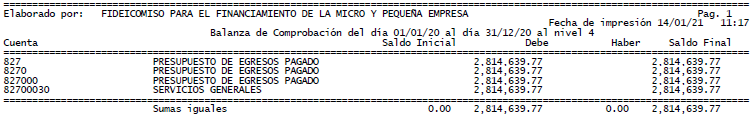 Elaborado por: FIDEICOMISO PARA EL FINANCIAMIENTO DE LA MICRO Y PEQUEÑA EMPRESA Pag. 1
Fecha de impresión 14/01/21 11:17
Balanza de Comprobación del día 01/01/20 al día 31/12/20 al nivel 4
Cuenta Saldo Inicial Debe Haber Saldo Final
827 PRESUPUESTO DE EGRESOS PAGADO 2,814,639.77 2,814,639.77
8270 PRESUPUESTO DE EGRESOS PAGADO 2,814,639.77 2,814,639.77
827000 PRESUPUESTO DE EGRESOS PAGADO 2,814,639.77 2,814,639.77
82700030 SERVICIOS GENERALES 2,814,639.77 2,814,639.77
Sumas iguales 0.00 2,814,639.77 0.00 2,814,639.77